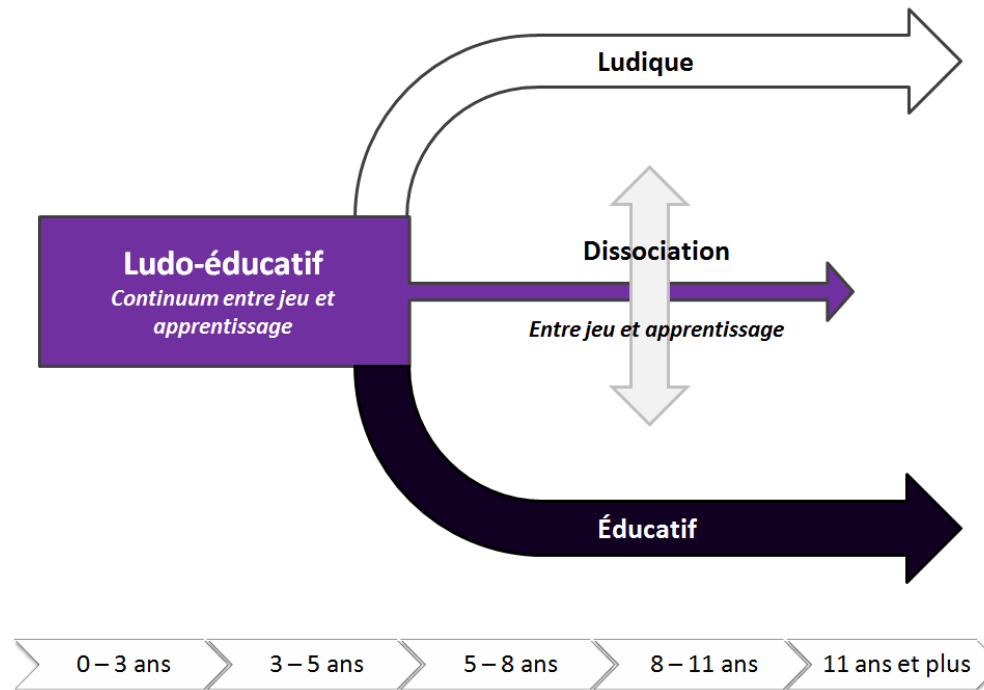 Ludique
Ludo-éducatif
Continuum entre jeu et
apprentissage
Dissociation
Entre jeu et apprentissage
Éducatif
0 – 3 ans
3 – 5 ans
5 – 8 ans
8 – 11 ans
11 ans et plus